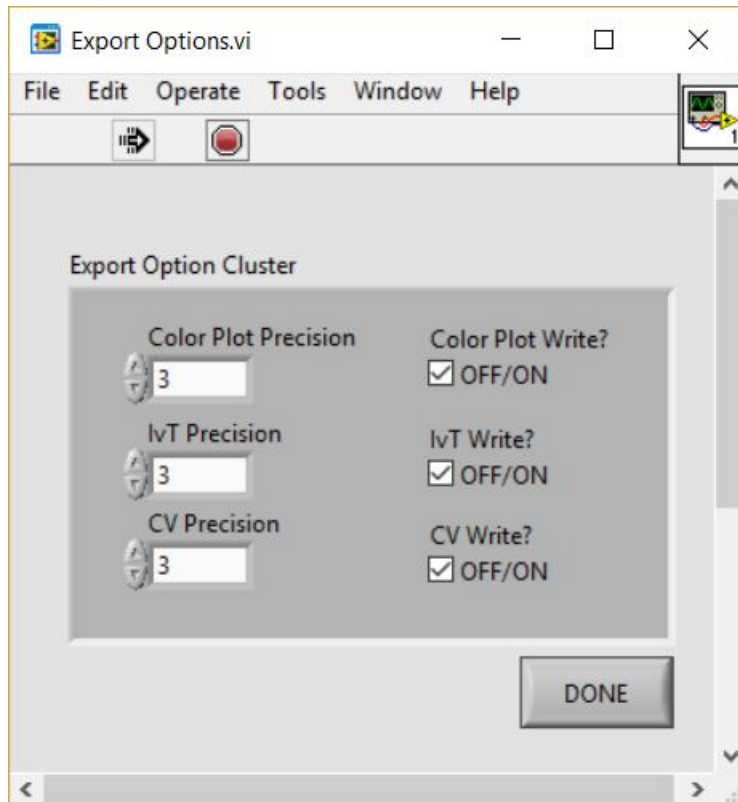 Export Options.vi
File Edit Operate Tools Window Help
1
Export Option Cluster
Color Plot Precision Color Plot Write?
3 OFF/ON
IvT Precision IvT Write?
3 OFF/ON
CV Precision CV Write?
3 OFF/ON
DONE